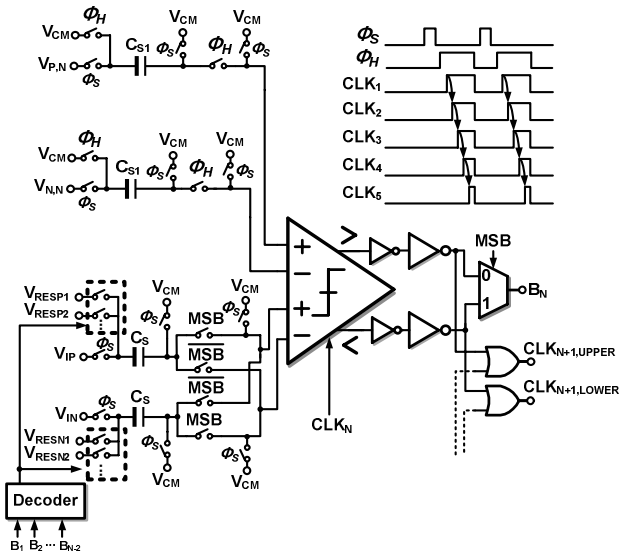 V_CM Φ_H
V_P,N Φ_S
C_S1
V_CM
Φ_S
Φ_H
V_CM
Φ_S
Φ_S
Φ_H
CLK_1
CLK_2
CLK_3
CLK_4
CLK_5
V_CM Φ_H
V_N,N Φ_S
C_S1
V_CM
Φ_S
Φ_H
V_CM
Φ_S
+
−
+
−
>
<
CLK_N
MSB
0
1
B_N
CLK_N+1,UPPER
CLK_N+1,LOWER
V_RESP1
V_RESP2
...
V_IP Φ_S
C_S
V_CM
Φ_S
MSB
M̅S̅B̅
V_CM
Φ_S
V_IN Φ_S
C_S
M̅S̅B̅
MSB
Φ_S
V_CM
Φ_S
V_CM
V_RESN1
V_RESN2
...
Decoder
B_1 B_2 ... B_N-2